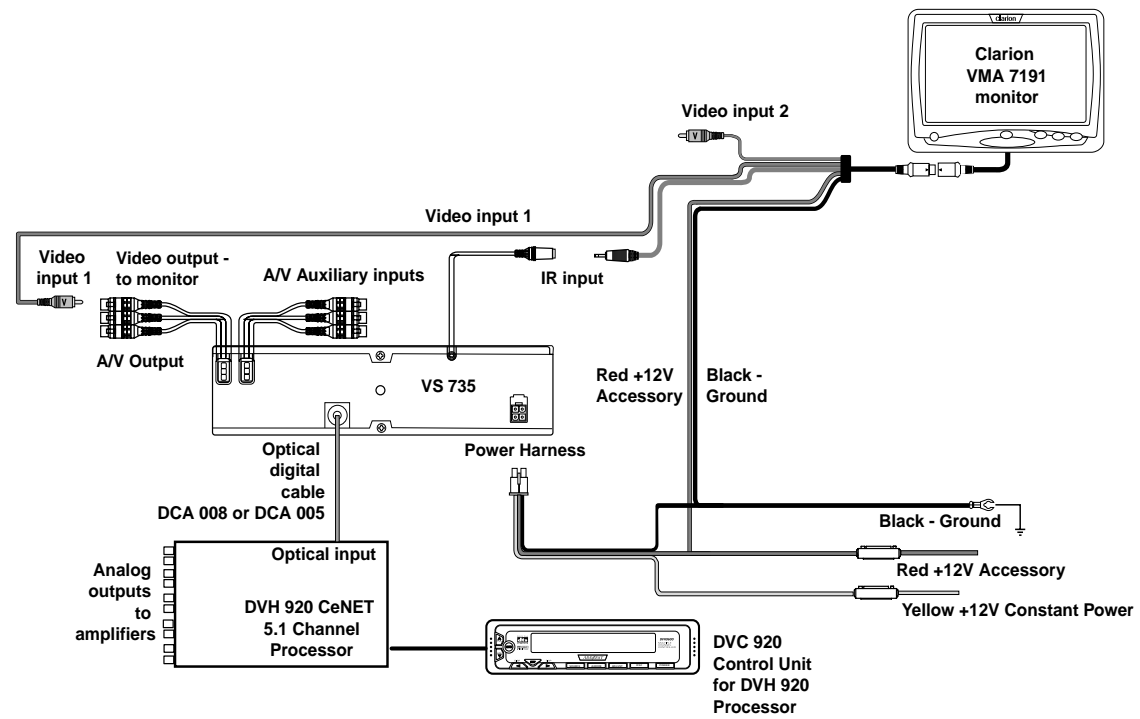 Clarion
Clarion
VMA 7191
monitor
Video input 2
V
Video input 1
Video
input 1
Video output -
to monitor
A/V Auxiliary inputs
IR input
V
A/V Output
VS 735
Red +12V
Accessory
Black -
Ground
Optical
digital
cable
DCA 008 or DCA 005
Power Harness
Black - Ground
Optical input
Analog
outputs
to
amplifiers
Red +12V Accessory
DVH 920 CeNET
5.1 Channel
Processor
Yellow +12V Constant Power
DVC 920
Control Unit
for DVH 920
Processor